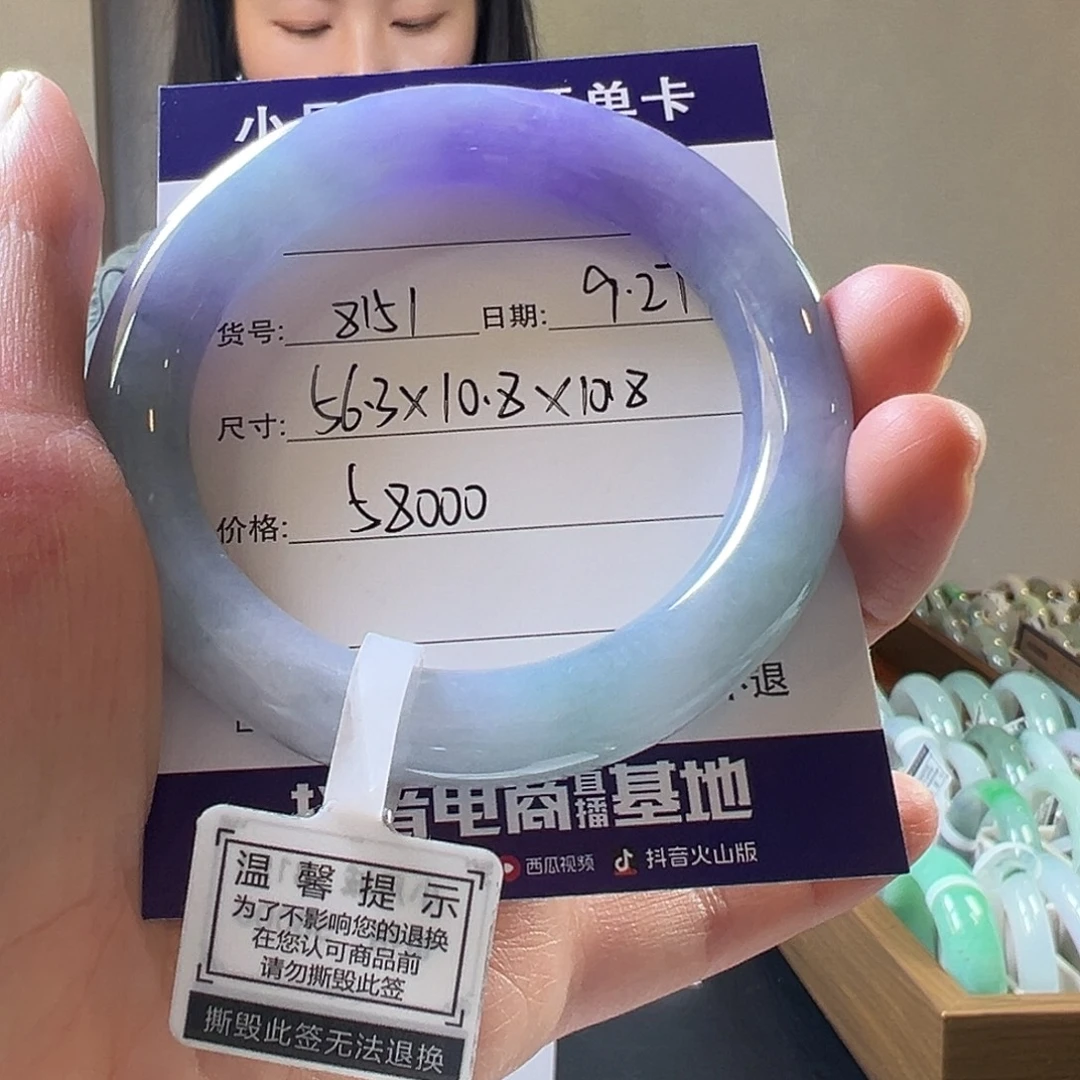 小 单卡
货号: 8151 日期: 9.27
尺寸: 56.3×10.8×10.8
价格: 58000
退
电商直播基地
西瓜视频 抖音火山版
温馨提示
为了不影响您的退换
在您认可商品前
请勿撕毁此签
撕毁此签无法退换